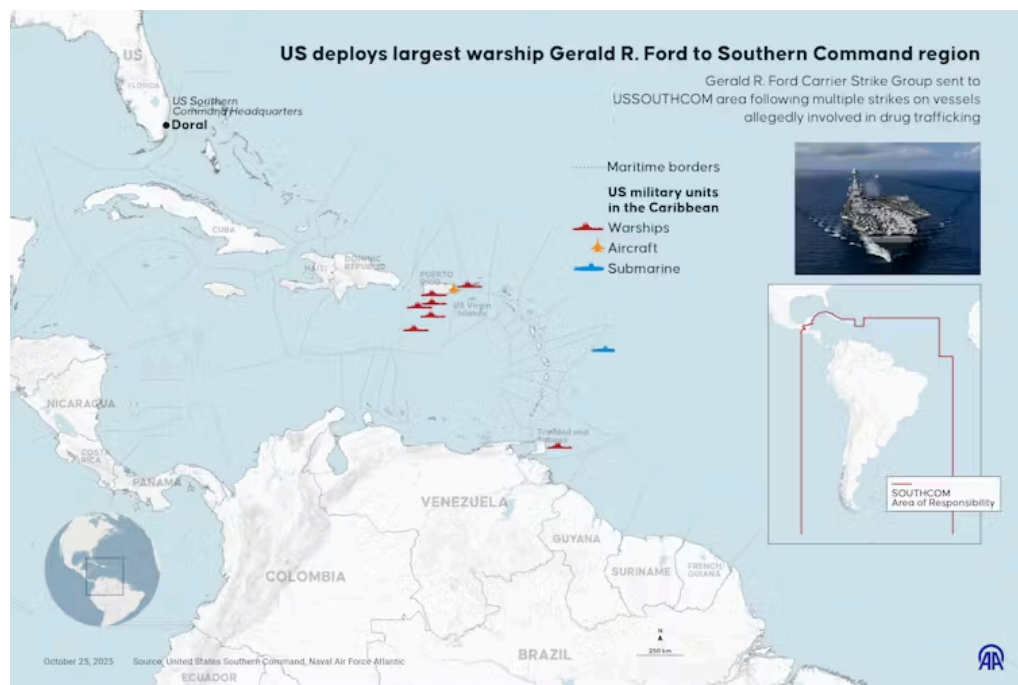 US deploys largest warship Gerald R. Ford to Southern Command region
Gerald R. Ford Carrier Strike Group sent to
USSOUTHCOM area following multiple strikes on vessels
allegedly involved in drug trafficking
US
FLORIDA
US Southern
Command Headquarters
Doral
Maritime borders
US military units
in the Caribbean
Warships
Aircraft
Submarine
CUBA
HAITI
DOMINIC
REPUBLIC
PUERTO
RICO
US Virgin
Islands
NICARAGUA
COSTA
RICA
PANAMA
Trinidad and
Tobago
VENEZUELA
GUYANA
SURINAME
FRENCH
GUIANA
COLOMBIA
BRAZIL
ECUADOR
SOUTHCOM
Area of Responsibility
N
250 km
October 25, 2025
Source: United States Southern Command, Naval Air Force Atlantic
AA